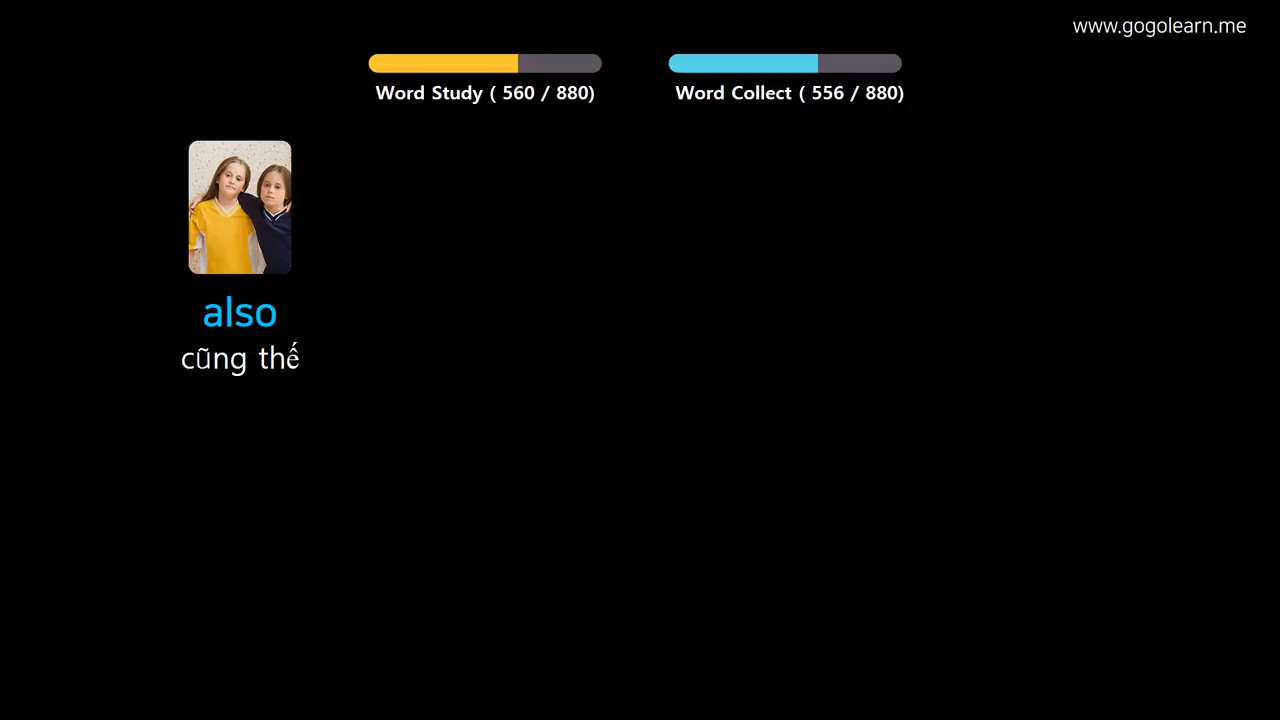 www.gogolearn.me
Word Study ( 560 / 880)
Word Collect ( 556 / 880)
also
cũng thế